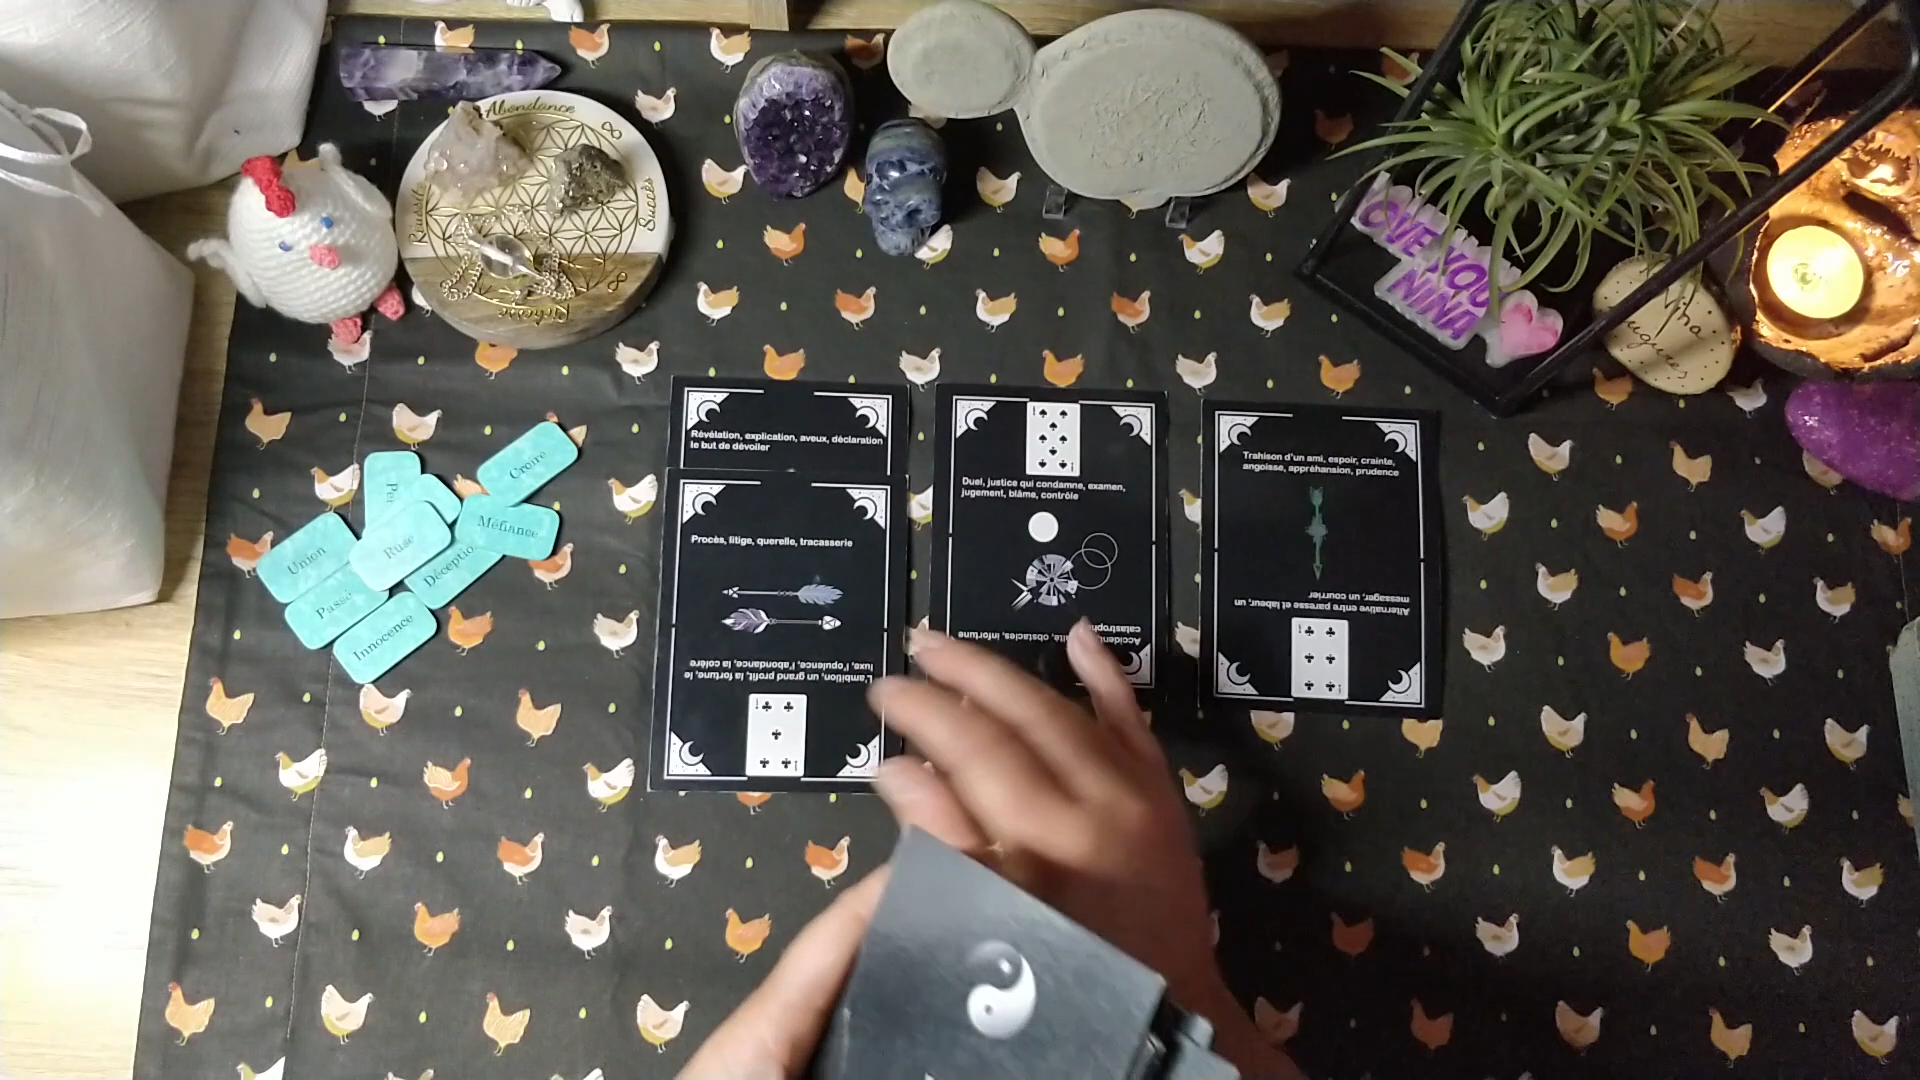 Abondance
Réussite
Succès
Richesse
LOVE YOU
NINA
Nina
Croire
Méfiance
Ruse
Union
Passé
Innocence
Révélation, explication, aveux, déclaration
le but de dévoiler
Procès, litige, querelle, tracasserie
L'ambition, un grand profit, la fortune, le
luxe, l'opulence, l'abondance, la colère
Duel, justice qui condamne, examen,
jugement, blâme, contrôle
obstacles, infortune
Trahison d'un ami, espoir, crainte,
angoisse, appréhansion, prudence
Alternative entre paresse et labeur, un
messager, un courrier